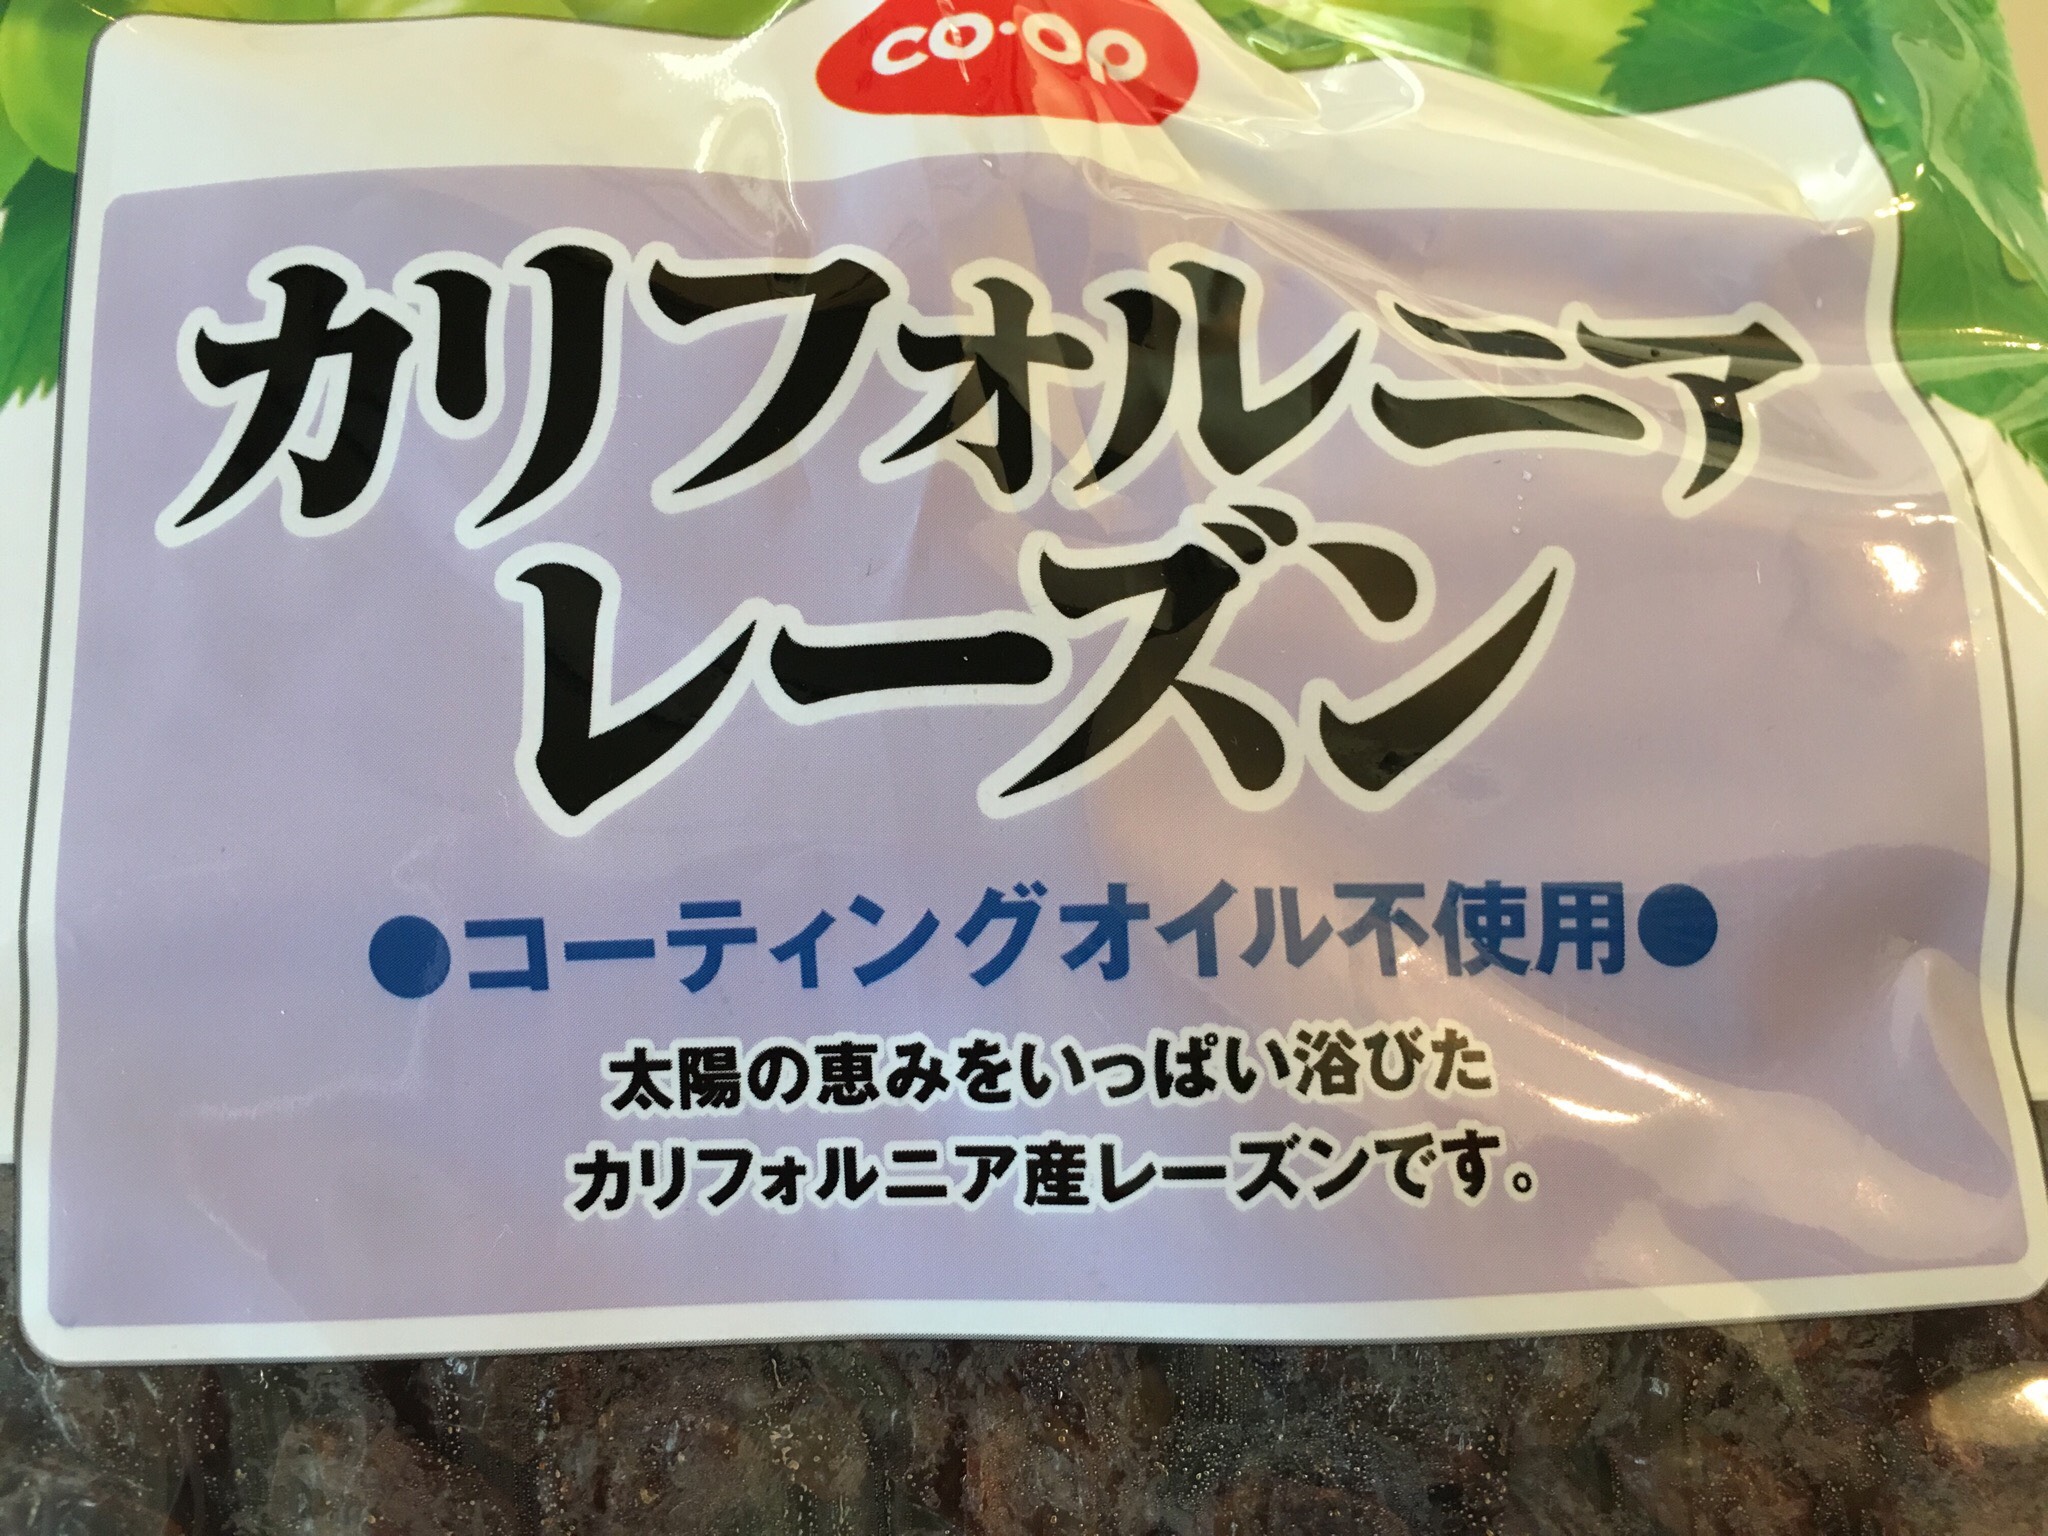 co·op
カリフォルニア
レーズン
●コーティングオイル不使用●
太陽の恵みをいっぱい浴びた
カリフォルニア産レーズンです。